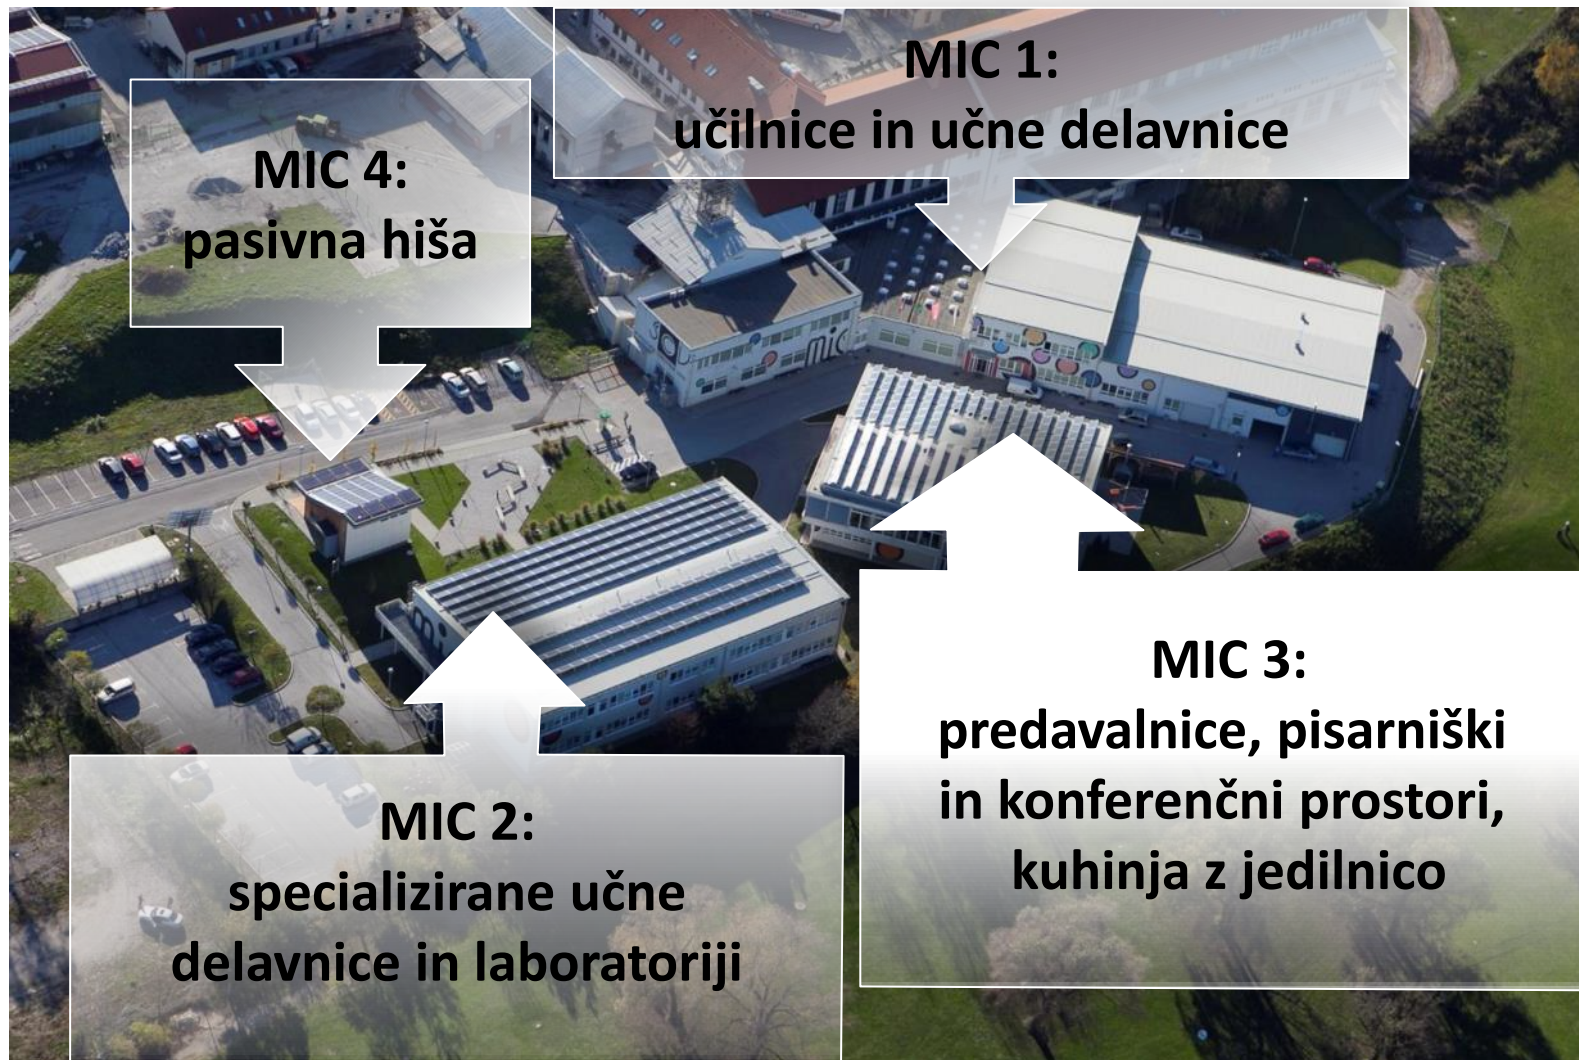 MIC 1:
učilnice in učne delavnice
MIC 4:
pasivna hiša
mic
MIC 3:
predavalnice, pisarniški
in konferenčni prostori,
kuhinja z jedilnico
MIC 2:
specializirane učne
delavnice in laboratoriji